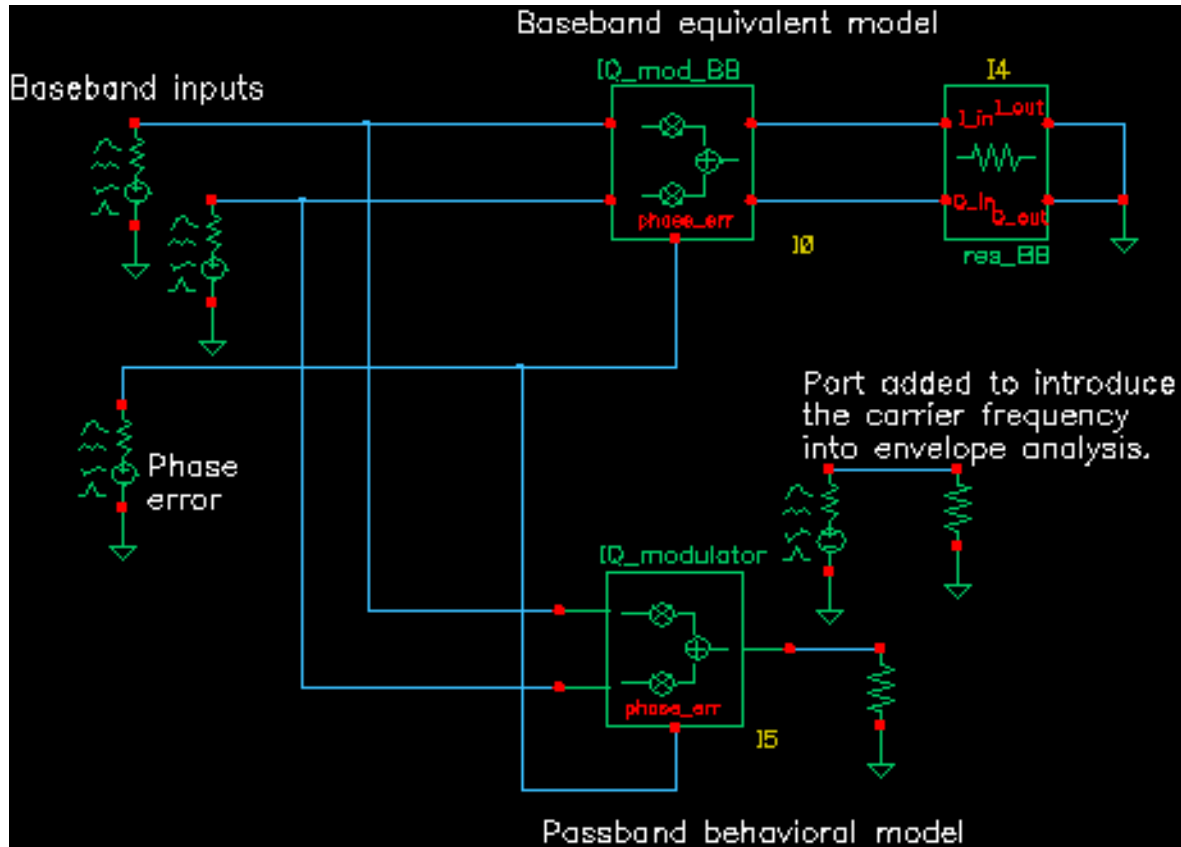 Baseband equivalent model
IQ_mod_BB
I4
Baseband inputs
I_in
I_out
Q_in
Q_out
phase_err
I0
res_BB
Part added to introduce
the carrier frequency
into envelope analysis.
Phase
error
IQ_modulator
phase_err
I5
Passband behavioral model